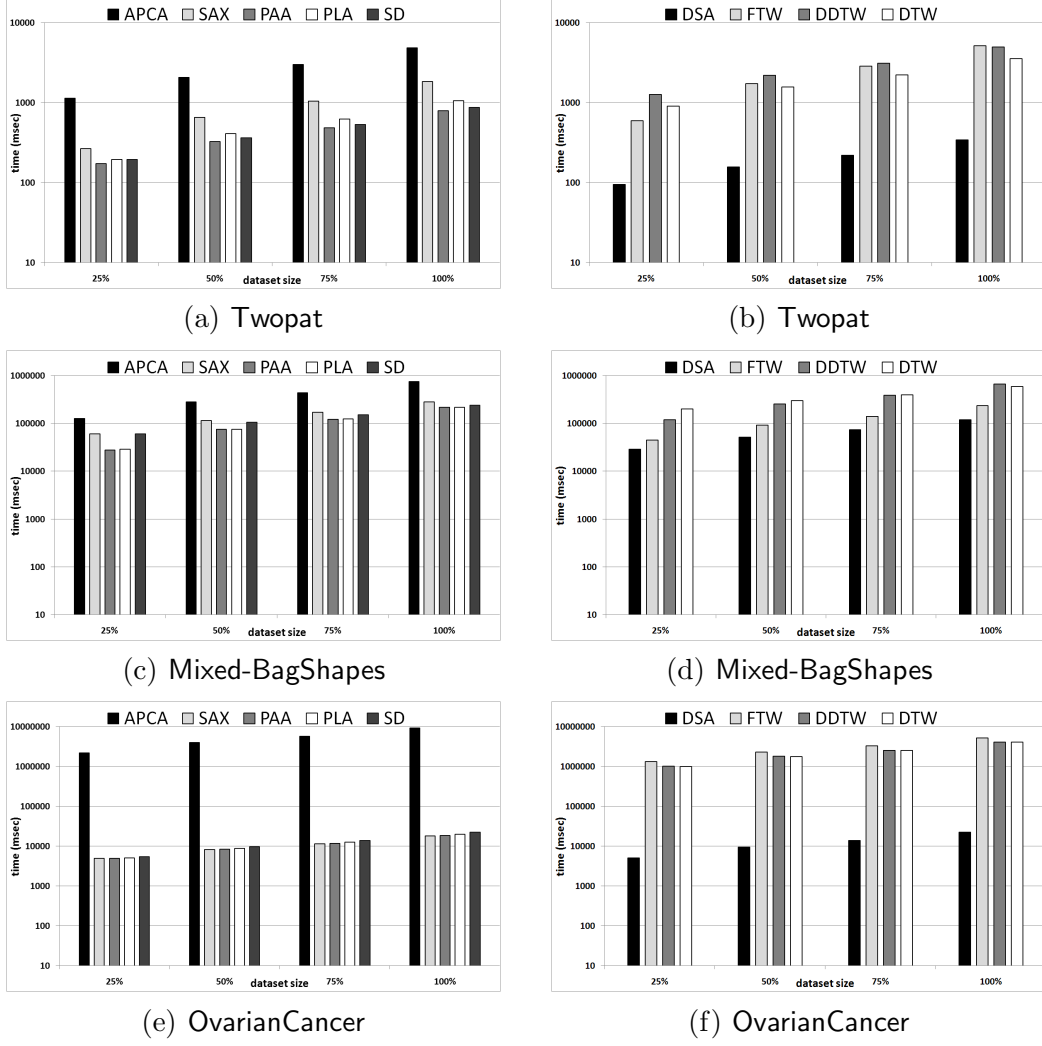 APCA SAX PAA PLA SD
10000
1000
100
10
time (msec)
25% 50% 75% 100%
dataset size
(a) Twopat
DSA FTW DDTW DTW
10000
1000
100
10
time (msec)
25% 50% 75% 100%
dataset size
(b) Twopat
APCA SAX PAA PLA SD
1000000
100000
10000
1000
100
10
time (msec)
25% 50% 75% 100%
dataset size
(c) Mixed-BagShapes
DSA FTW DDTW DTW
1000000
100000
10000
1000
100
10
time (msec)
25% 50% 75% 100%
dataset size
(d) Mixed-BagShapes
APCA SAX PAA PLA SD
10000000
1000000
100000
10000
1000
100
10
time (msec)
25% 50% 75% 100%
dataset size
(e) OvarianCancer
DSA FTW DDTW DTW
10000000
1000000
100000
10000
1000
100
10
time (msec)
25% 50% 75% 100%
dataset size
(f) OvarianCancer